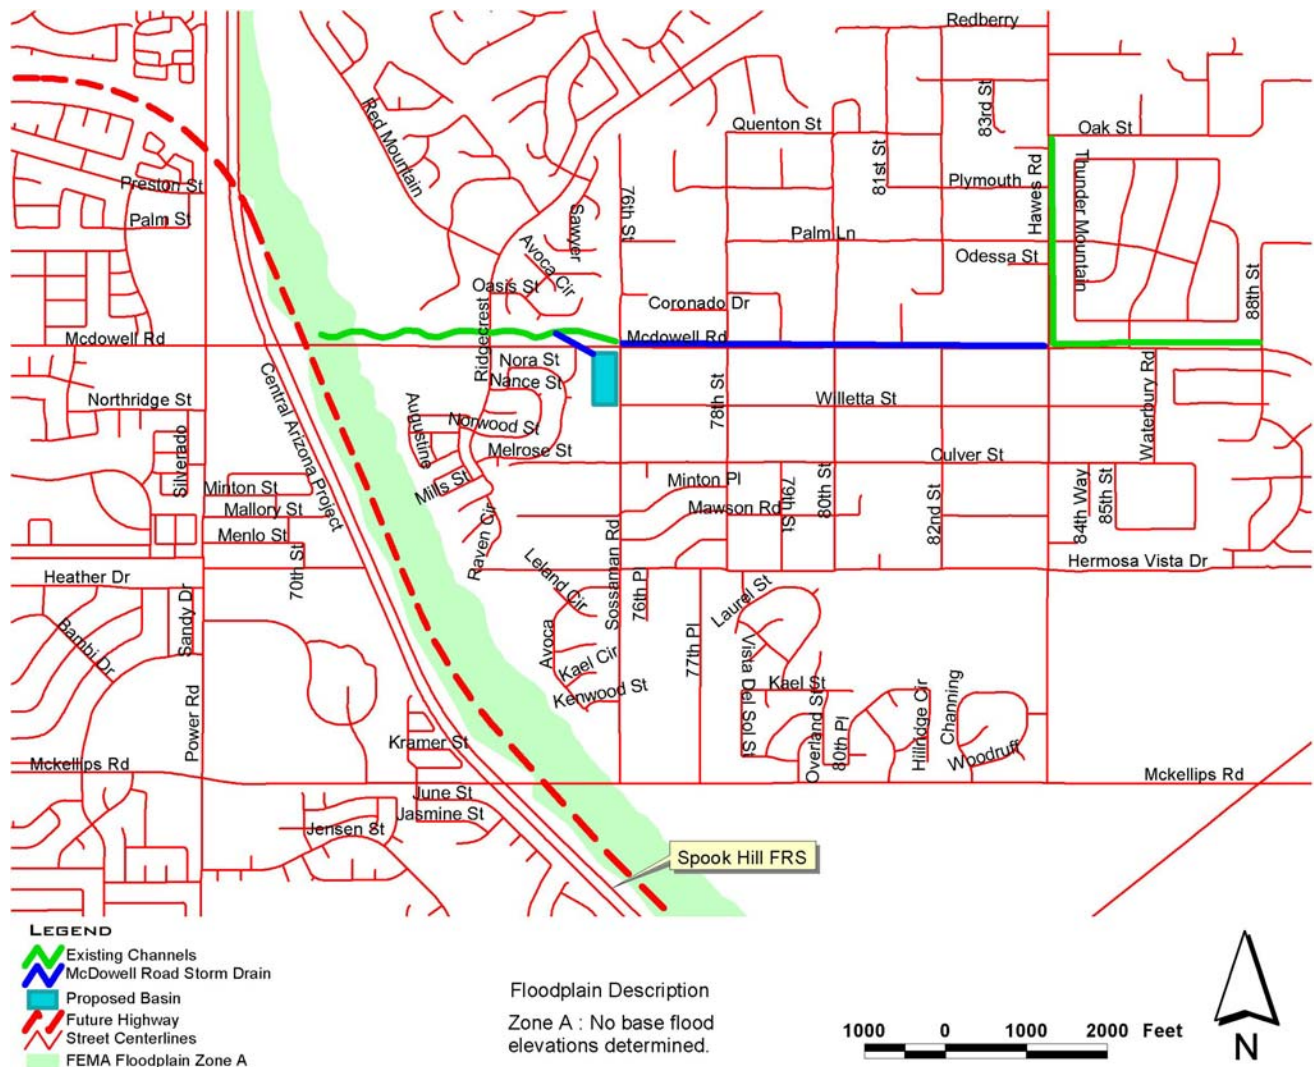 Redberry
Red Mountain
83rd St
Quenton St
Oak St
81st St
Hawes Rd
Thunder Mountain
Preston St
76th St
Plymouth
Palm St
Sawyer
Palm Ln
Avoca Cir
Odessa St
88th St
Oasis St
Coronado Dr
Mcdowell Rd
Ridgecrest
Mcdowell Rd
Nora St
Central Arizona Project
Nance St
78th St
Waterbury Rd
Northridge St
Augustine
Willetta St
Norwood St
Silverado
Melrose St
Culver St
Minton St
Mills St
Minton Pl
79th St
80th St
84th Way
85th St
Mallory St
Mawson Rd
82nd St
Menlo St
Raven Cir
70th St
Sossaman Rd
Hermosa Vista Dr
Heather Dr
Leland Cir
76th Pl
Laurel St
Sandy Dr
Bambi Dr
Avoca
77th Pl
Vista Del Sol St
Kael Cir
Kael St
Kenwood St
Power Rd
Overland St
80th Pl
Hillridge Cir
Channing
Kramer St
Woodruff
Mckellips Rd
Mckellips Rd
June St
Jasmine St
Jensen St
Spook Hill FRS
LEGEND
Existing Channels
McDowell Road Storm Drain
Proposed Basin
Future Highway
Street Centerlines
FEMA Floodplain Zone A
Floodplain Description
Zone A : No base flood
elevations determined.
1000 0 1000 2000 Feet
N